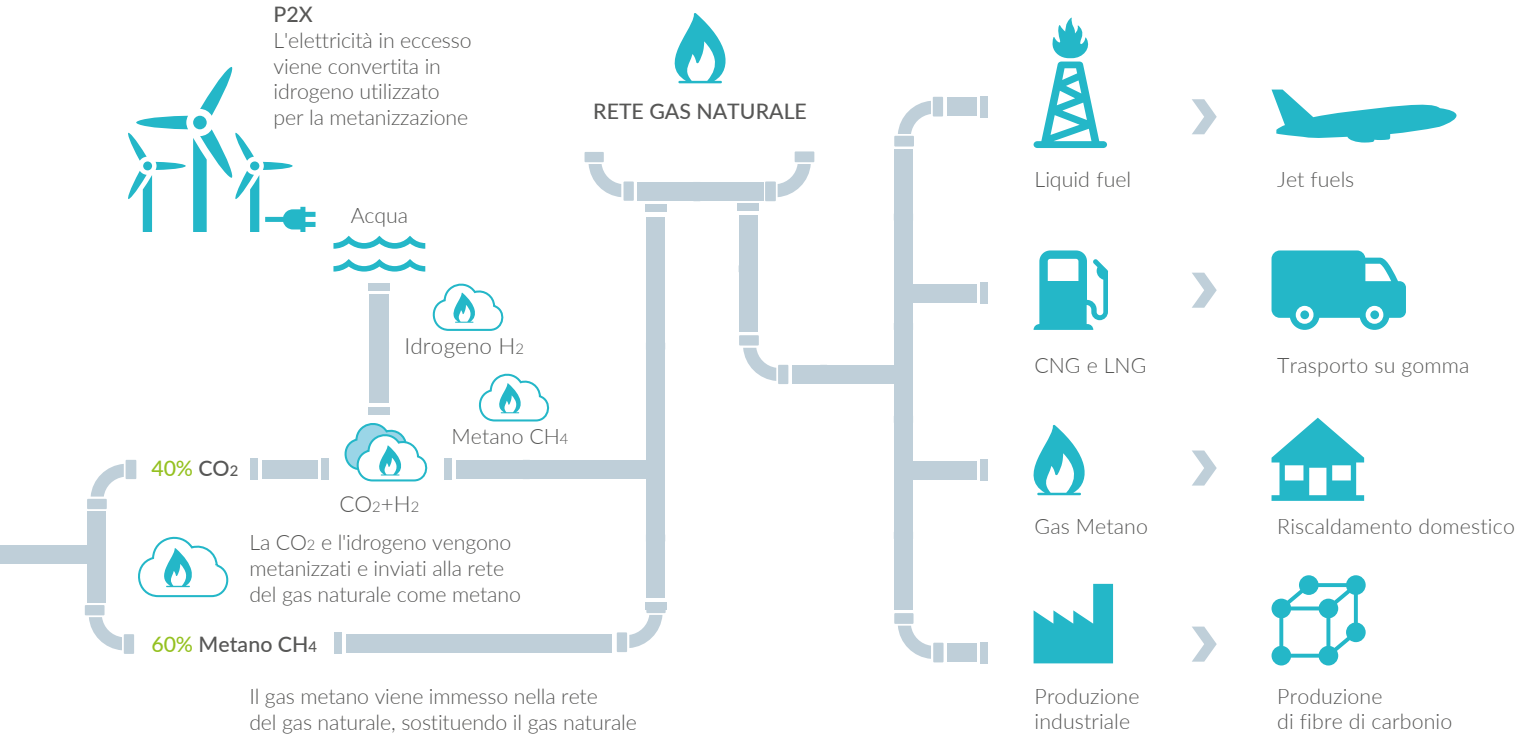 P2X
L'elettricità in eccesso
viene convertita in
idrogeno utilizzato
per la metanizzazione
Acqua
Idrogeno H2
Metano CH4
40% CO2
CO2+H2
La CO2 e l'idrogeno vengono
metanizzati e inviati alla rete
del gas naturale come metano
60% Metano CH4
Il gas metano viene immesso nella rete
del gas naturale, sostituendo il gas naturale
RETE GAS NATURALE
Liquid fuel
Jet fuels
CNG e LNG
Trasporto su gomma
Gas Metano
Riscaldamento domestico
Produzione
industriale
Produzione
di fibre di carbonio